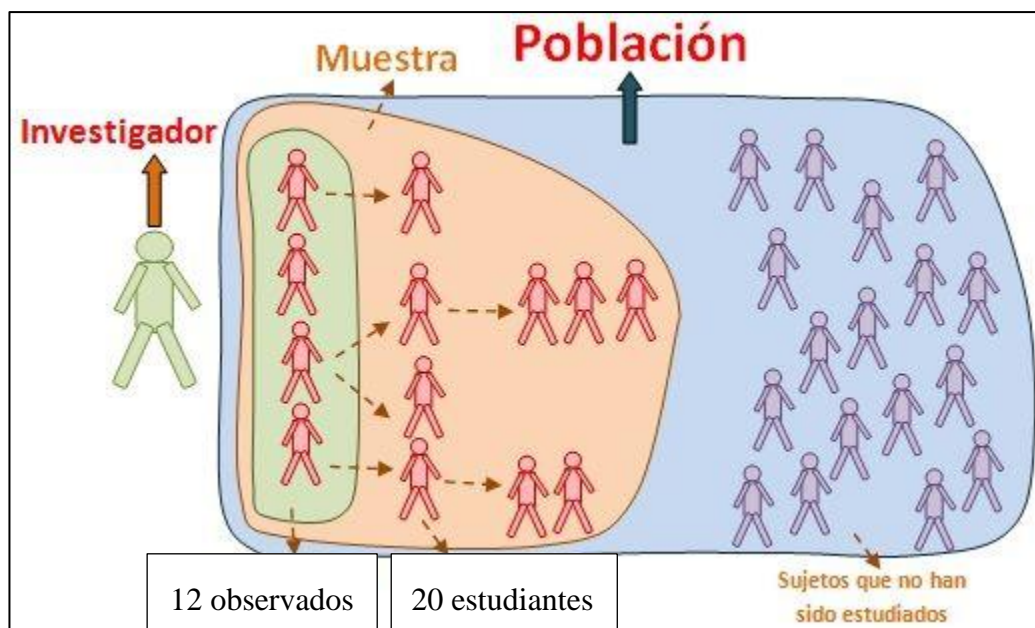 Población
Muestra
Investigador
12 observados
20 estudiantes
Sujetos que no han
sido estudiados